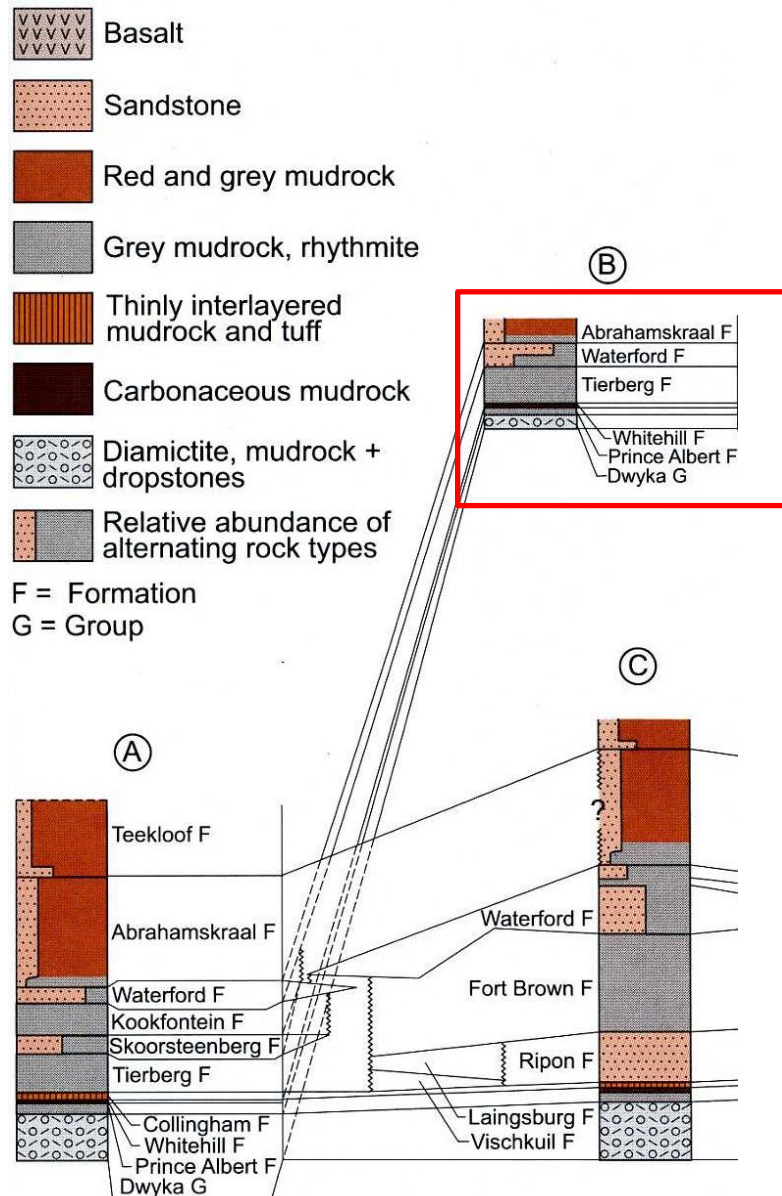 Basalt
Sandstone
Red and grey mudrock
Grey mudrock, rhythmite
Thinly interlayered
mudrock and tuff
Carbonaceous mudrock
Diamictite, mudrock +
dropstones
Relative abundance of
alternating rock types
F = Formation
G = Group
B
Abrahamskraal F
Waterford F
Tierberg F
Whitehill F
Prince Albert F
Dwyka G
A
Teekloof F
Abrahamskraal F
Waterford F
Kookfontein F
Skoorsteenberg F
Tierberg F
Collingham F
Whitehill F
Prince Albert F
Dwyka G
C
?
Waterford F
Fort Brown F
Ripon F
Laingsburg F
Vischkuil F